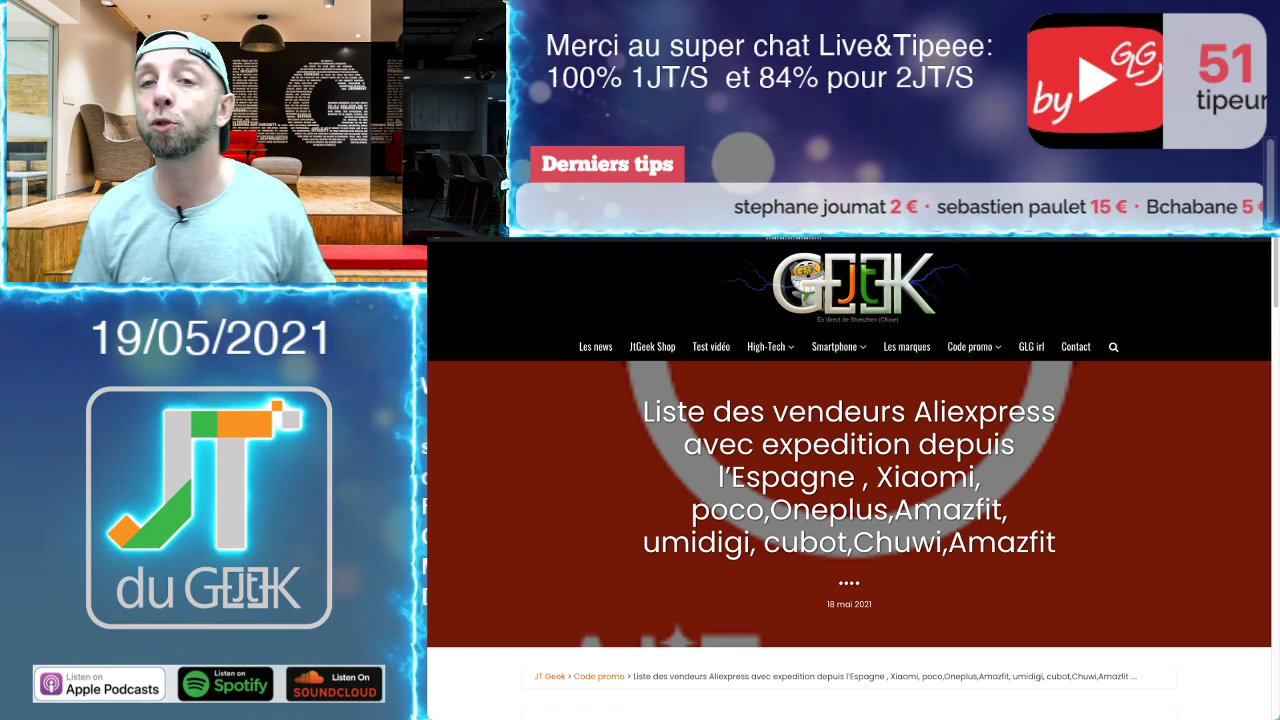 Merci au super chat Live&Tipeee:
100% 1JT/S et 84% pour 2JT/S
by GLG
51
tipeur
Derniers tips
stephane joumat 2 € · sebastien paulet 15 € · Bchabane 5 €
19/05/2021
JT
du GEEK
Listen on
Apple Podcasts
Listen on
Spotify
Listen On
SOUNDCLOUD
GEEK JT
En direct de Shenzhen (Chine)
Les news JtGeek Shop Test vidéo High-Tech Smartphone Les marques Code promo GLG irl Contact
Liste des vendeurs Aliexpress
avec expedition depuis
l’Espagne , Xiaomi,
poco,Oneplus,Amazfit,
umidigi, cubot,Chuwi,Amazfit
....
18 mai 2021
JT Geek > Code promo > Liste des vendeurs Aliexpress avec expedition depuis l’Espagne , Xiaomi, poco,Oneplus,Amazfit, umidigi, cubot,Chuwi,Amazfit ....